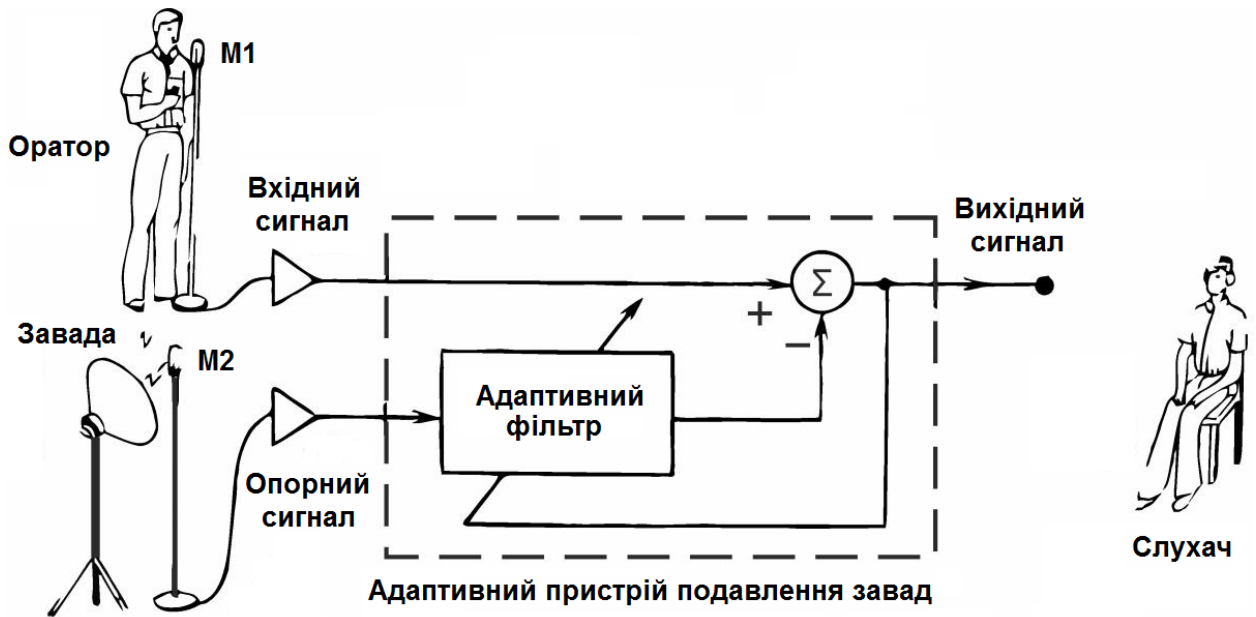 М1
Оратор
Вхідний
сигнал
Вихідний
сигнал
Σ
Завада
+
М2
−
Адаптивний
фільтр
Опорний
сигнал
Слухач
Адаптивний пристрій подавлення завад